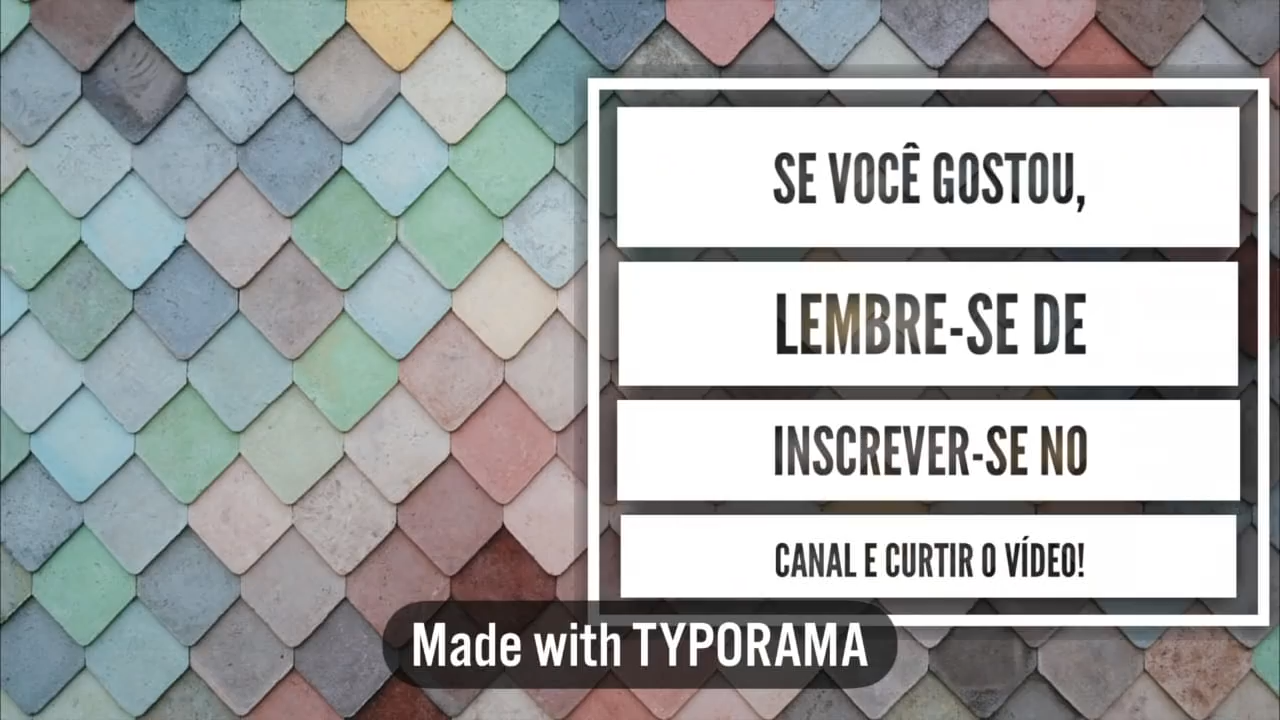 SE VOCÊ GOSTOU,
LEMBRE-SE DE
INSCREVER-SE NO
CANAL E CURTIR O VÍDEO!
Made with TYPORAMA